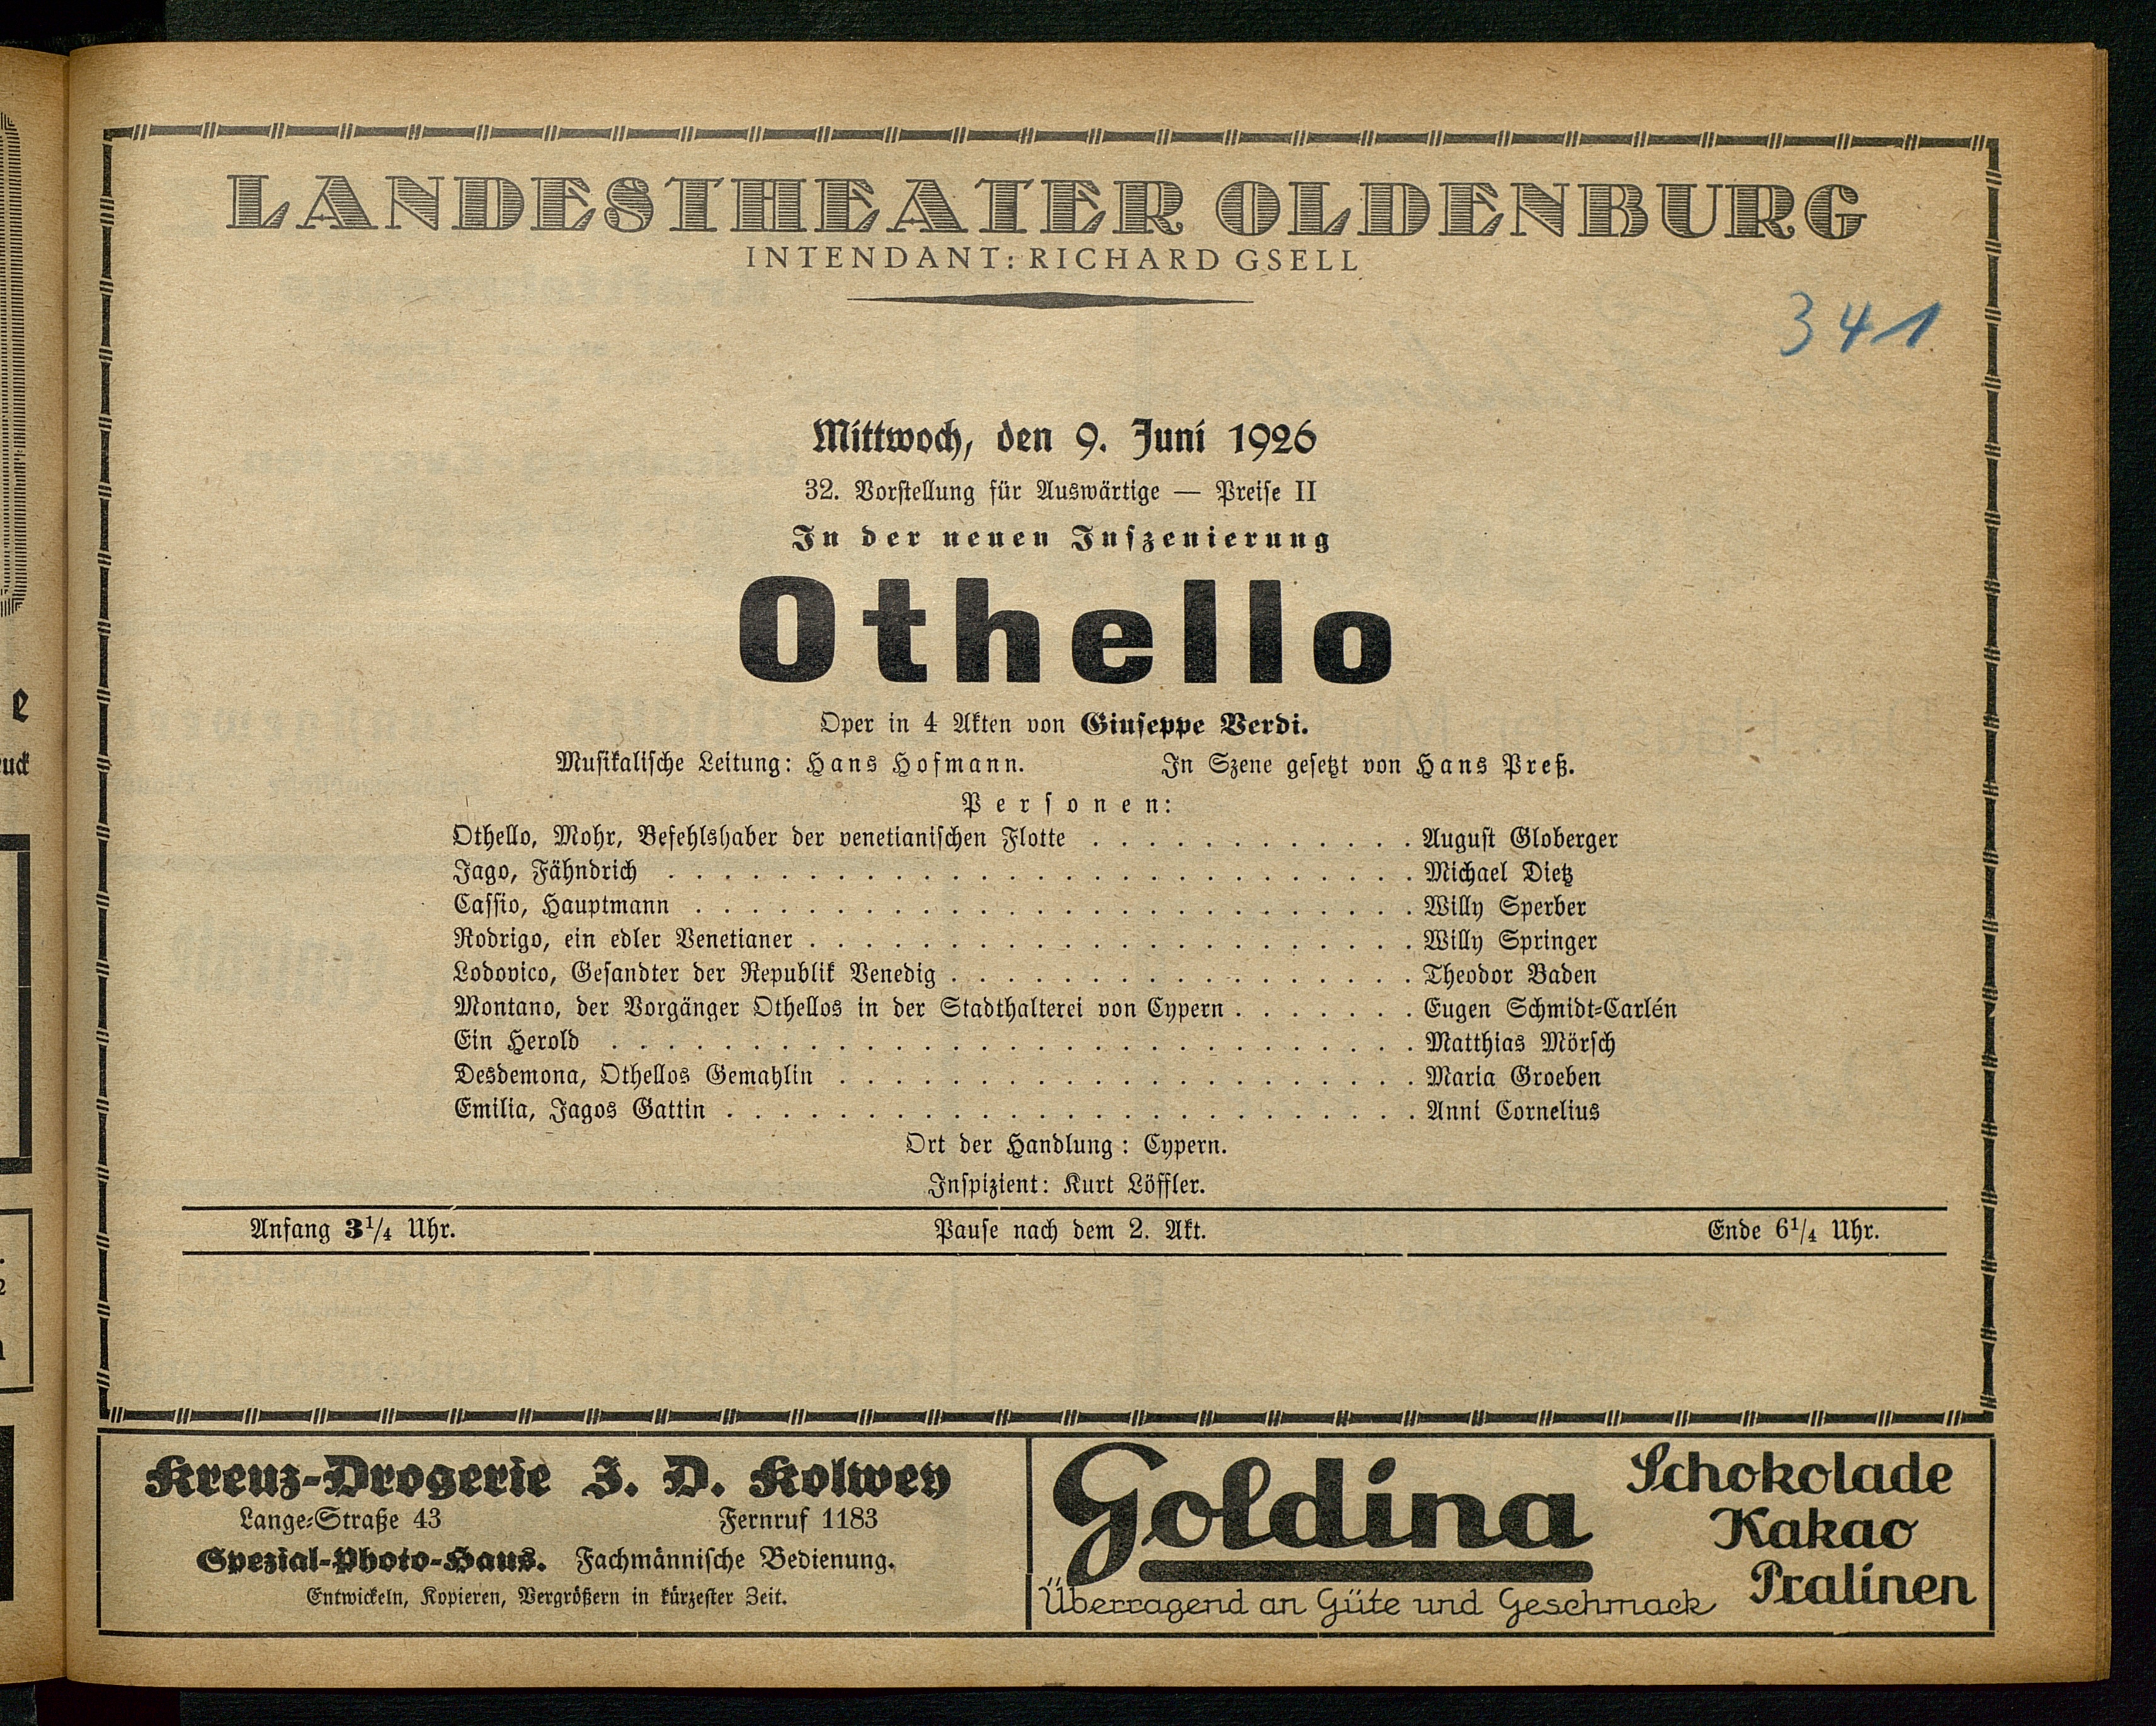 LANDESTHEATER OLDENBURG
INTENDANT: RICHARD GSELL
341
Mittwoch, den 9. Juni 1926
32. Vorstellung für Auswärtige — Preise II
In der neuen Inszenierung
Othello
Oper in 4 Akten von Giuseppe Verdi.
Musikalische Leitung: Hans Hofmann. In Szene gesetzt von Hans Preß.
Personen:
Othello, Mohr, Befehlshaber der venetianischen Flotte . . . . . . . . . . . . August Globerger
Jago, Fähndrich . . . . . . . . . . . . . . . . . . . . . . . . . . . Michael Dietz
Cassio, Hauptmann . . . . . . . . . . . . . . . . . . . . . . . . . . Willy Sperber
Rodrigo, ein edler Venetianer . . . . . . . . . . . . . . . . . . . . . . Willy Springer
Lodovico, Gesandter der Republik Venedig . . . . . . . . . . . . . . . . . Theodor Baden
Montano, der Vorgänger Othellos in der Stadthalterei von Cypern . . . . . . . Eugen Schmidt-Carlén
Ein Herold . . . . . . . . . . . . . . . . . . . . . . . . . . . . . Matthias Mörsch
Desdemona, Othellos Gemahlin . . . . . . . . . . . . . . . . . . . . . Maria Groeben
Emilia, Jagos Gattin . . . . . . . . . . . . . . . . . . . . . . . . . Anni Cornelius
Ort der Handlung: Cypern.
Inspizient: Kurt Löffler.
Anfang 3¼ Uhr. Pause nach dem 2. Akt. Ende 6¼ Uhr.
Kreuz-Drogerie J. D. Kolwey
Lange-Straße 43 Fernruf 1183
Spezial-Photo-Haus. Fachmännische Bedienung.
Entwickeln, Kopieren, Vergrößern in kürzester Zeit.
Goldina
Schokolade
Kakao
Pralinen
Überragend an Güte und Geschmack